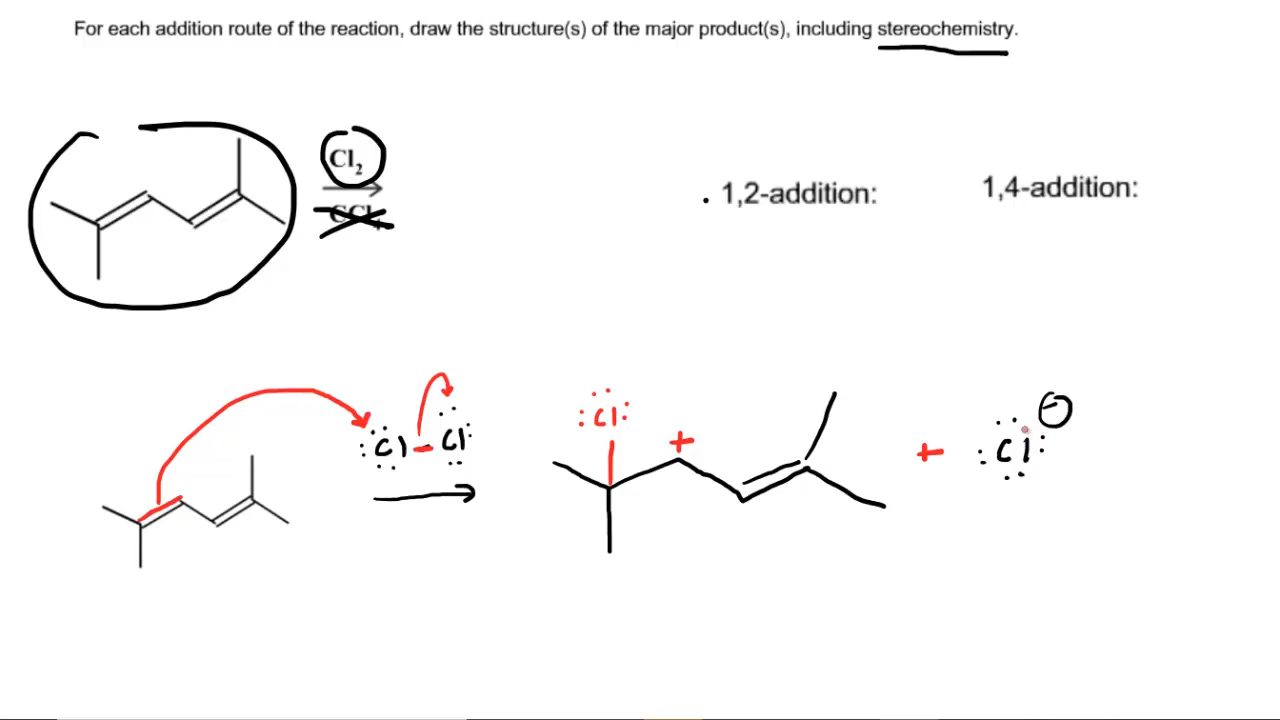 For each addition route of the reaction, draw the structure(s) of the major product(s), including stereochemistry.
Cl₂
CCl₄
. 1,2-addition:
1,4-addition:
:Cl-Cl:
:Cl:
+
+
:Cl: ⊖